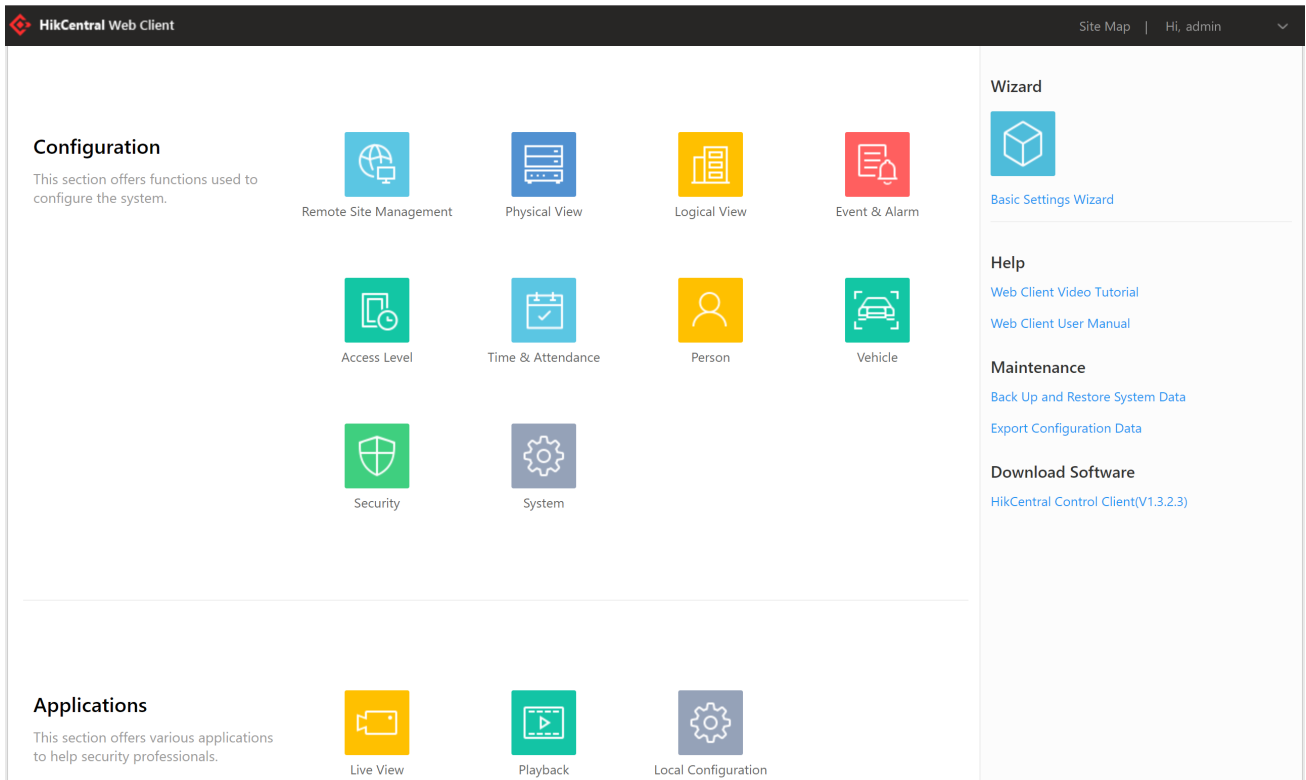 HikCentral Web Client
Site Map | Hi, admin
Configuration
This section offers functions used to
configure the system.
Remote Site Management
Physical View
Logical View
Event & Alarm
Access Level
Time & Attendance
Person
Vehicle
Security
System
Applications
This section offers various applications
to help security professionals.
Live View
Playback
Local Configuration
Wizard
Basic Settings Wizard
Help
Web Client Video Tutorial
Web Client User Manual
Maintenance
Back Up and Restore System Data
Export Configuration Data
Download Software
HikCentral Control Client(V1.3.2.3)